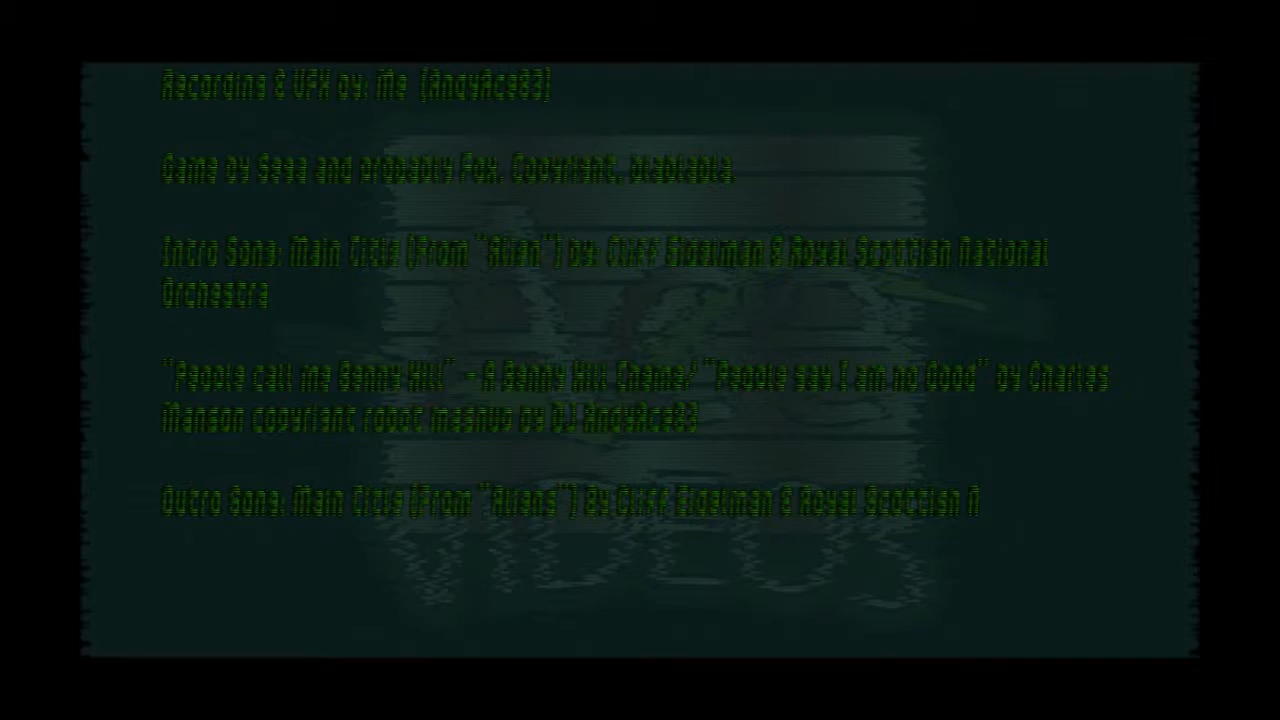 Recording & VFX by: Me (AndyAce83)
Game by Sega and probably Fox. Copyright, blablabla
Intro Song: Main Title (From "Alien") by: Cliff Eidelman & Royal Scottish National
Orchestra
"People call me Benny Hill" - A Benny Hill Theme/ "People say I am no Good" by Charles
Manson copyright robot mashup by DJ AndyAce83
Outro Song: Main Title (From "Aliens") By Cliff Eidelman & Royal Scottish N
VIDEOS